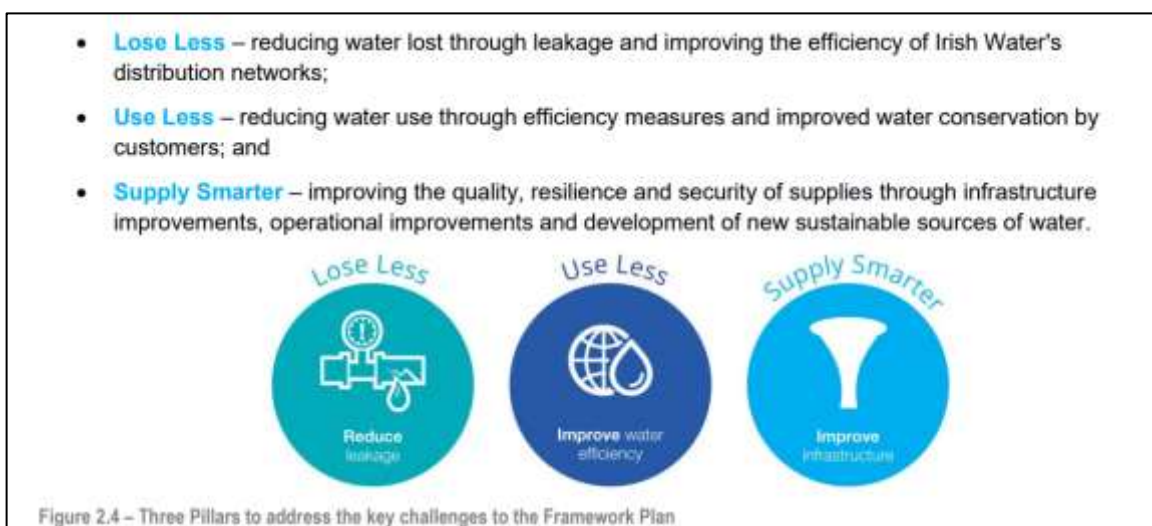 • Lose Less – reducing water lost through leakage and improving the efficiency of Irish Water's
distribution networks;
• Use Less – reducing water use through efficiency measures and improved water conservation by
customers; and
• Supply Smarter – improving the quality, resilience and security of supplies through infrastructure
improvements, operational improvements and development of new sustainable sources of water.
Lose Less
Reduce
leakage
Use Less
Improve water
efficiency
Supply Smarter
Improve
infrastructure
Figure 2.4 – Three Pillars to address the key challenges to the Framework Plan